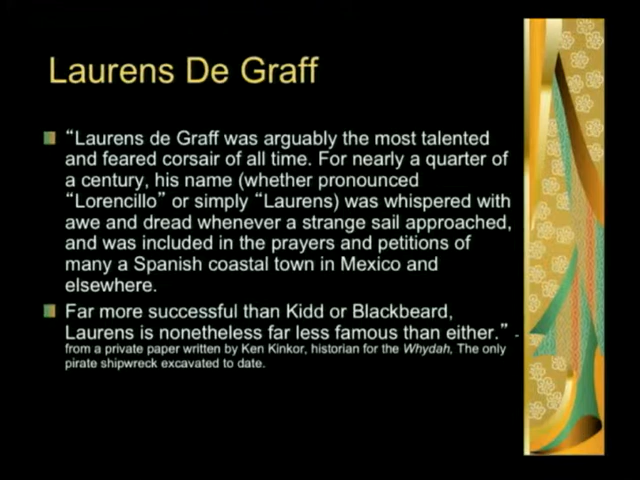 Laurens De Graff
“Laurens de Graff was arguably the most talented
and feared corsair of all time. For nearly a quarter of
a century, his name (whether pronounced
“Lorencillo” or simply “Laurens) was whispered with
awe and dread whenever a strange sail approached,
and was included in the prayers and petitions of
many a Spanish coastal town in Mexico and
elsewhere.
Far more successful than Kidd or Blackbeard,
Laurens is nonetheless far less famous than either.” -
from a private paper written by Ken Kinkor, historian for the Whydah, The only
pirate shipwreck excavated to date.